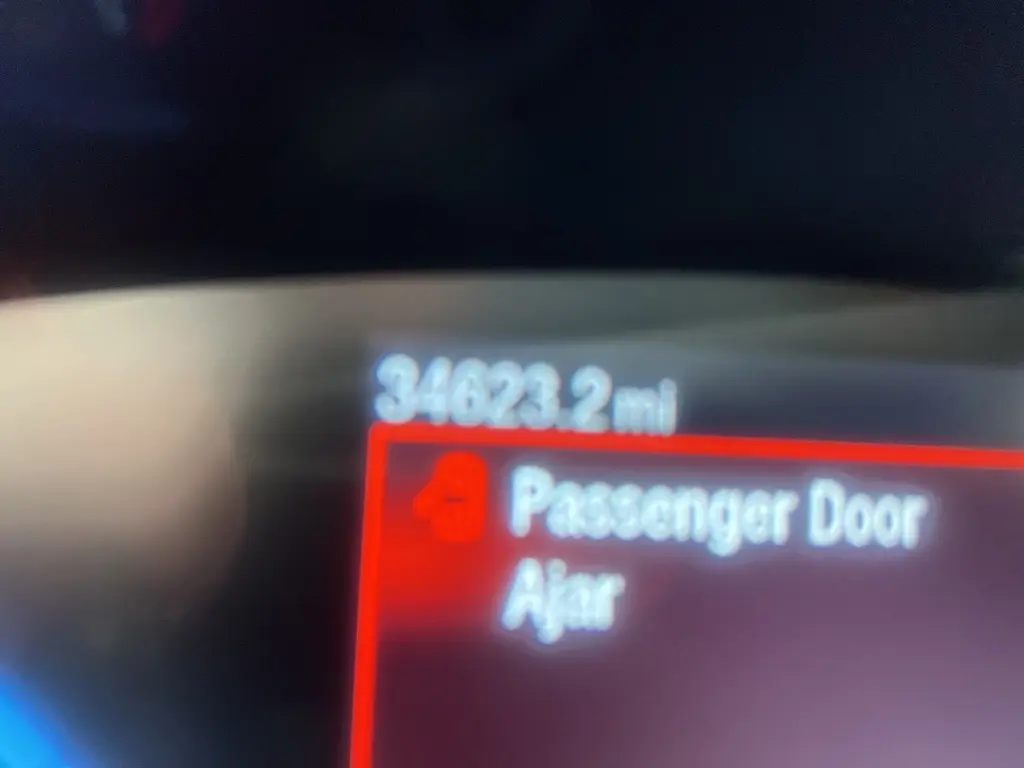 34623.2 mi
Passenger Door
Ajar